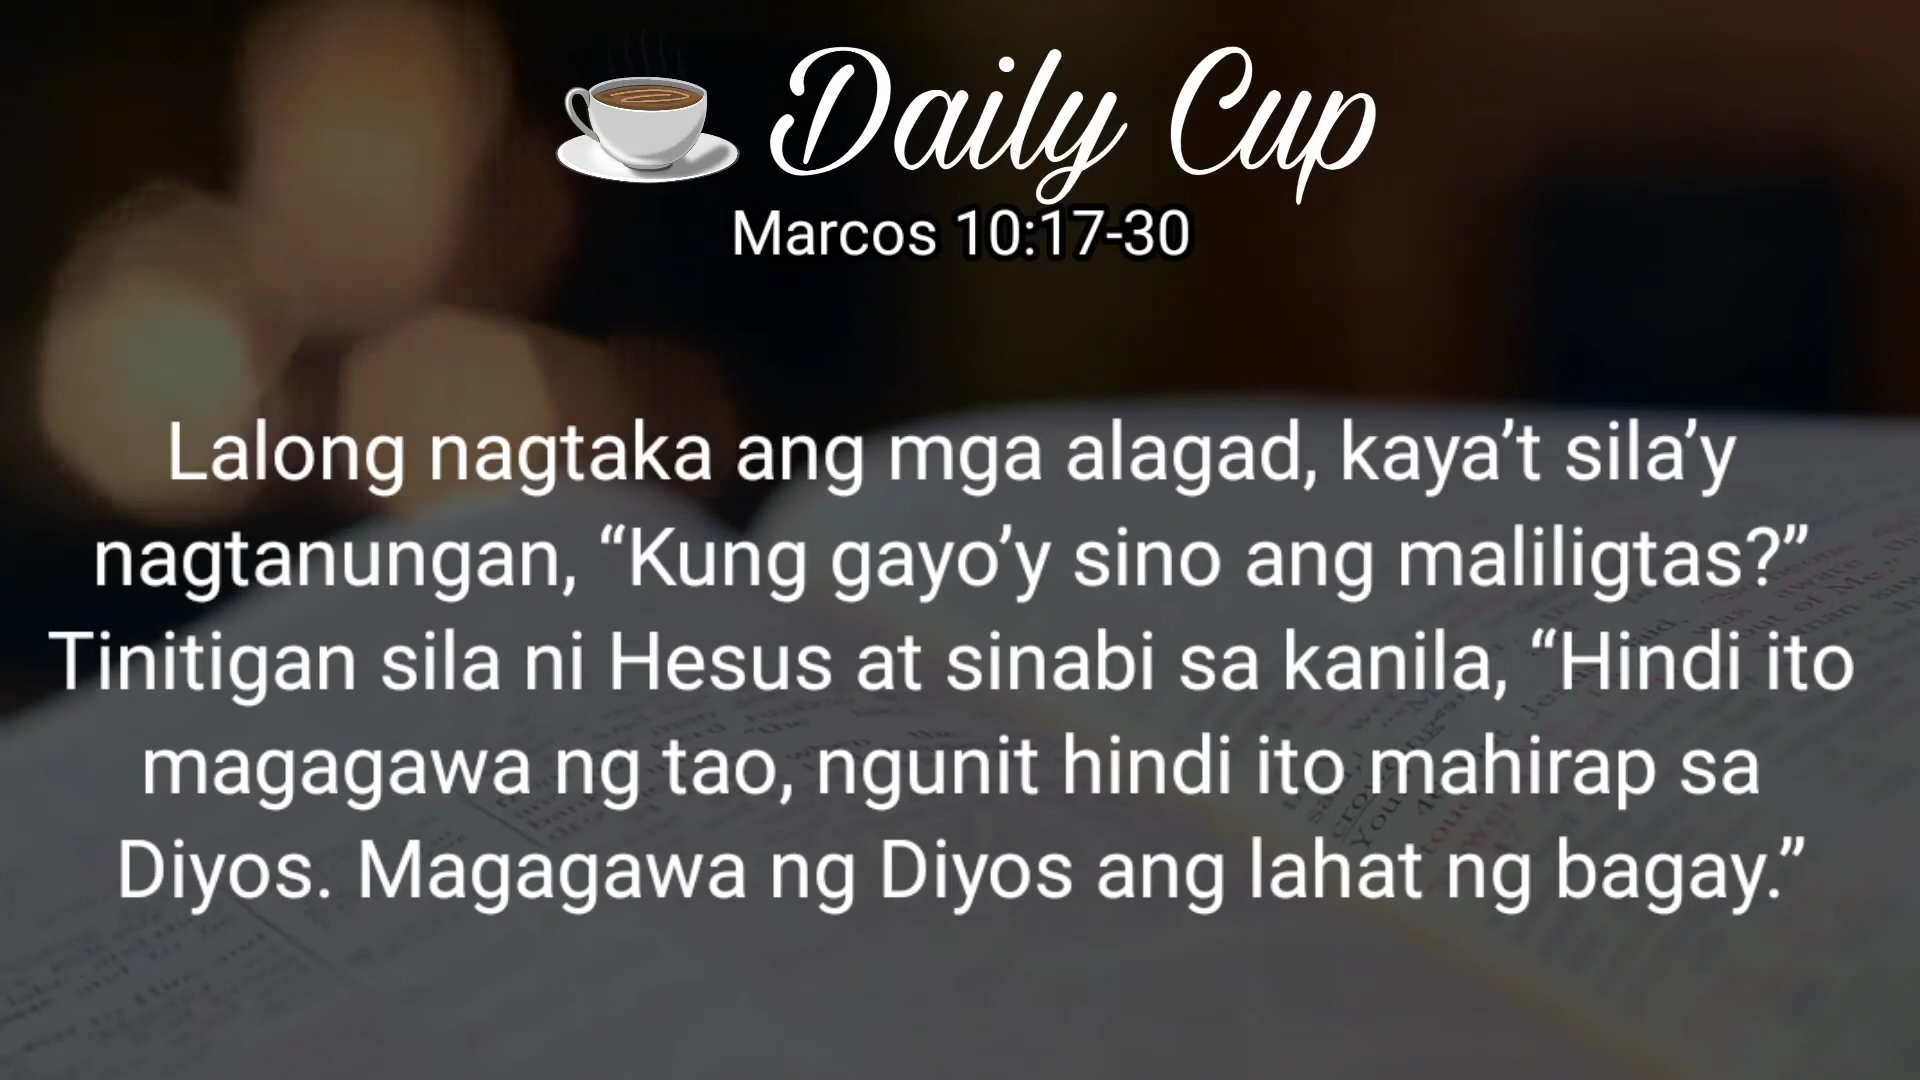 Daily Cup
Marcos 10:17-30
Lalong nagtaka ang mga alagad, kaya’t sila’y
nagtanungan, “Kung gayo’y sino ang maliligtas?”
Tinitigan sila ni Hesus at sinabi sa kanila, “Hindi ito
magagawa ng tao, ngunit hindi ito mahirap sa
Diyos. Magagawa ng Diyos ang lahat ng bagay.”